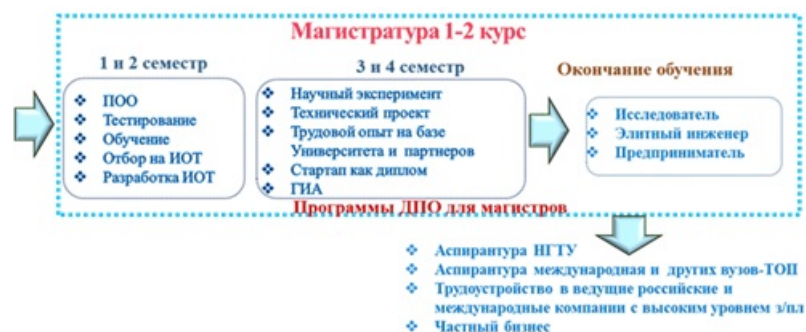 Магистратура 1-2 курс
1 и 2 семестр
❖ ПОО
❖ Тестирование
❖ Обучение
❖ Отбор на ИОТ
❖ Разработка ИОТ
3 и 4 семестр
❖ Научный эксперимент
❖ Технический проект
❖ Трудовой опыт на базе
Университета и партнеров
❖ Стартап как диплом
❖ ГИА
Окончание обучения
❖ Исследователь
❖ Элитный инженер
❖ Предприниматель
Программы ДПО для магистров
❖ Аспирантура НГТУ
❖ Аспирантура международная и других вузов-ТОП
❖ Трудоустройство в ведущие российские и
международные компании с высоким уровнем з/пл
❖ Частный бизнес